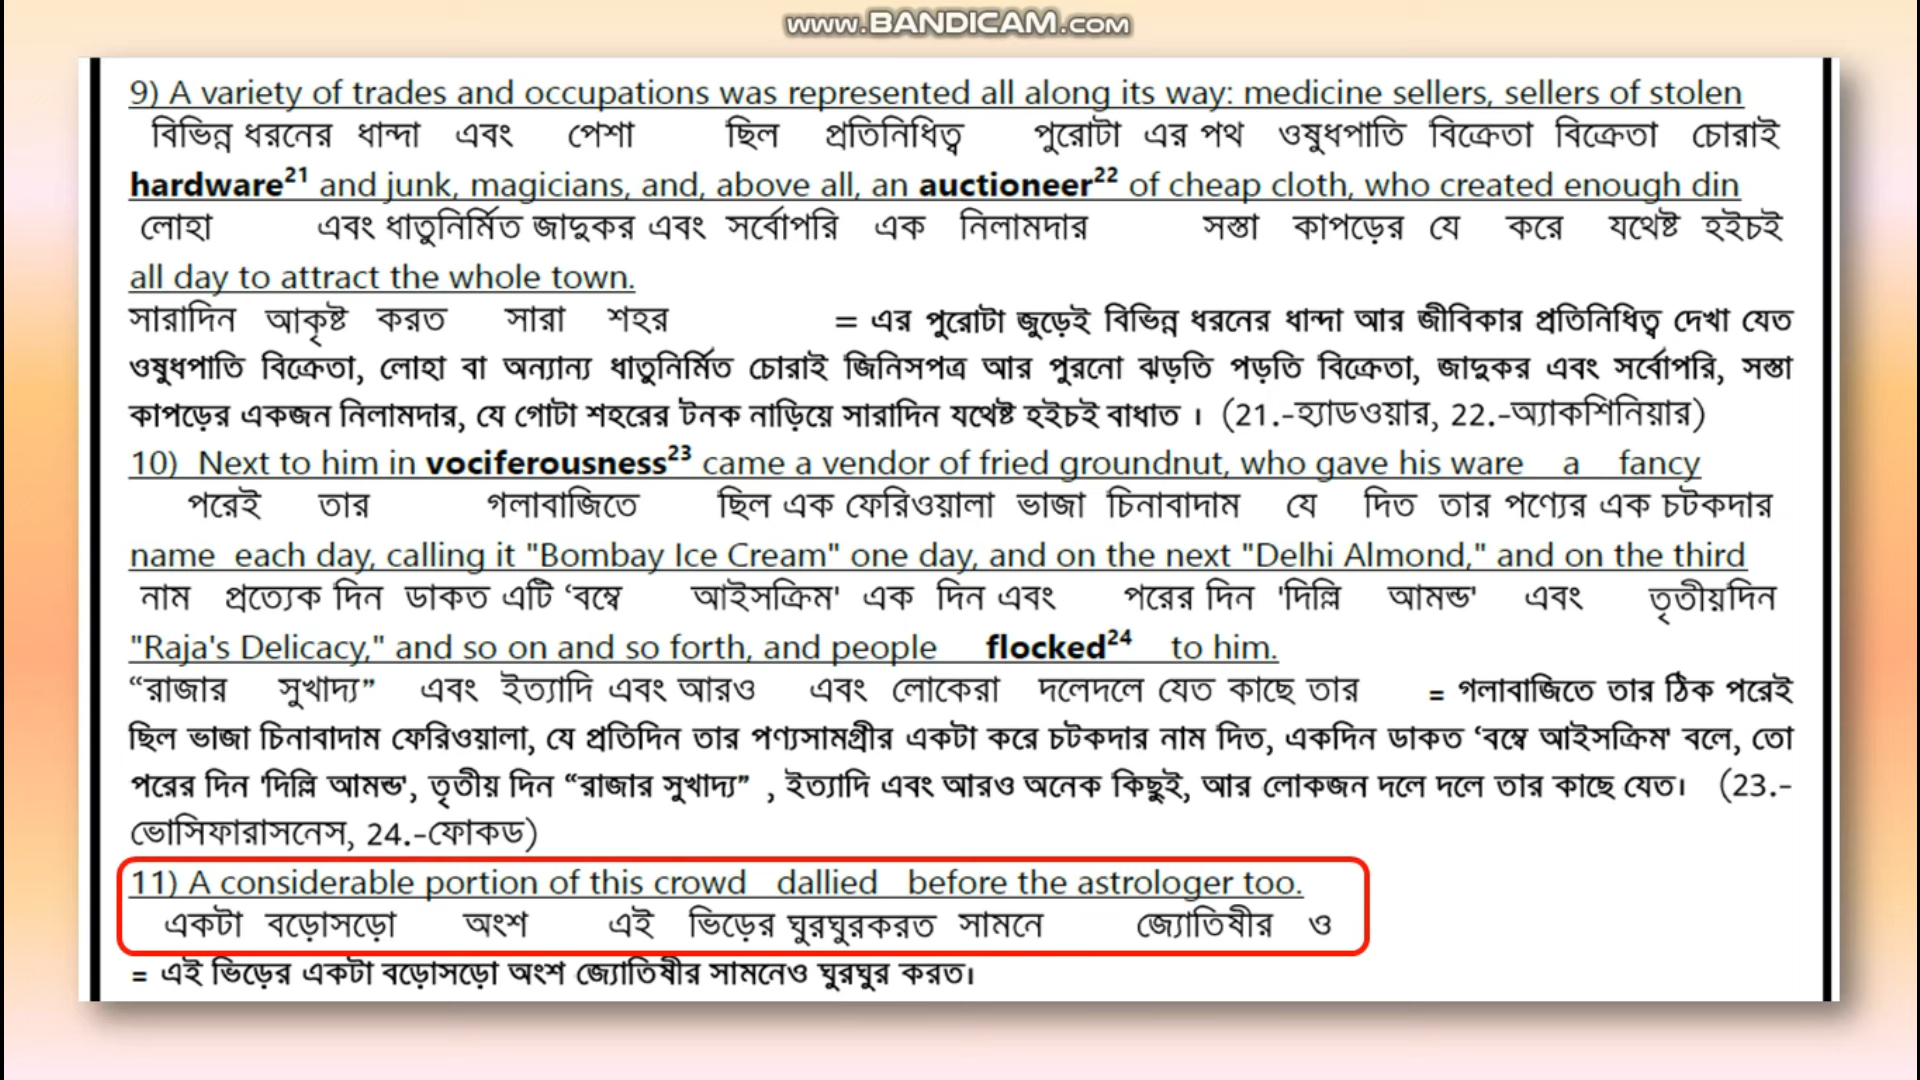 www.BANDICAM.com
9) A variety of trades and occupations was represented all along its way: medicine sellers, sellers of stolen
বিভিন্ন ধরনের ধান্দা এবং পেশা ছিল প্রতিনিধিত্ব পুরোটা এর পথ ওষুধপাতি বিক্রেতা বিক্রেতা চোরাই
hardware21 and junk, magicians, and, above all, an auctioneer22 of cheap cloth, who created enough din
লোহা এবং ধাতুনির্মিত জাদুকর এবং সর্বোপরি এক নিলামদার সস্তা কাপড়ের যে করে যথেষ্ট হইচই
all day to attract the whole town.
সারাদিন আকৃষ্ট করত সারা শহর = এর পুরোটা জুড়েই বিভিন্ন ধরনের ধান্দা আর জীবিকার প্রতিনিধিত্ব দেখা যেত
ওষুধপাতি বিক্রেতা, লোহা বা অন্যান্য ধাতুনির্মিত চোরাই জিনিসপত্র আর পুরনো ঝড়তি পড়তি বিক্রেতা, জাদুকর এবং সর্বোপরি, সস্তা
কাপড়ের একজন নিলামদার, যে গোটা শহরের টনক নাড়িয়ে সারাদিন যথেষ্ট হইচই বাধাত । (21.-হ্যাডওয়ার, 22.-অ্যাকশিনিয়ার)
10) Next to him in vociferousness23 came a vendor of fried groundnut, who gave his ware a fancy
পরেই তার গলাবাজিতে ছিল এক ফেরিওয়ালা ভাজা চিনাবাদাম যে দিত তার পণ্যের এক চটকদার
name each day, calling it "Bombay Ice Cream" one day, and on the next "Delhi Almond," and on the third
নাম প্রত্যেক দিন ডাকত এটি ‘বম্বে আইসক্রিম' এক দিন এবং পরের দিন 'দিল্লি আমন্ড' এবং তৃতীয়দিন
"Raja's Delicacy," and so on and so forth, and people flocked24 to him.
“রাজার সুখাদ্য” এবং ইত্যাদি এবং আরও এবং লোকেরা দলেদলে যেত কাছে তার = গলাবাজিতে তার ঠিক পরেই
ছিল ভাজা চিনাবাদাম ফেরিওয়ালা, যে প্রতিদিন তার পণ্যসামগ্রীর একটা করে চটকদার নাম দিত, একদিন ডাকত ‘বম্বে আইসক্রিম' বলে, তো
পরের দিন 'দিল্লি আমন্ড', তৃতীয় দিন “রাজার সুখাদ্য” , ইত্যাদি এবং আরও অনেক কিছুই, আর লোকজন দলে দলে তার কাছে যেত। (23.-
ভোসিফারাসনেস, 24.-ফোকড)
11) A considerable portion of this crowd dallied before the astrologer too.
একটা বড়োসড়ো অংশ এই ভিড়ের ঘুরঘুরকরত সামনে জ্যোতিষীর ও
= এই ভিড়ের একটা বড়োসড়ো অংশ জ্যোতিষীর সামনেও ঘুরঘুর করত।